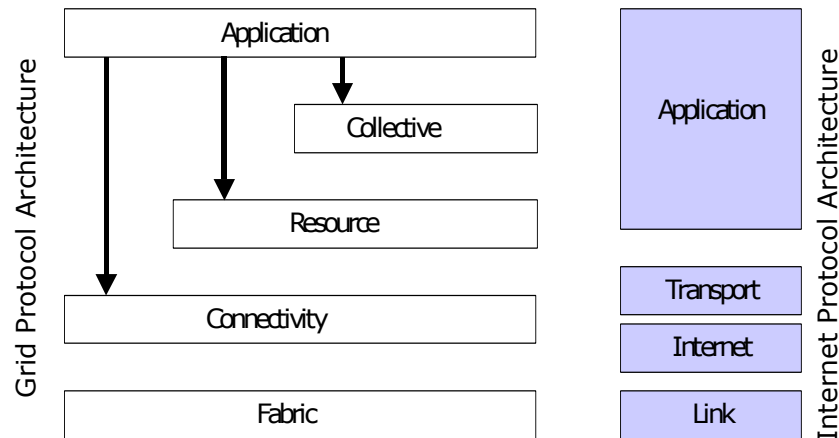 Grid Protocol Architecture
Application
Collective
Resource
Connectivity
Fabric
Application
Transport
Internet
Link
Internet Protocol Architecture